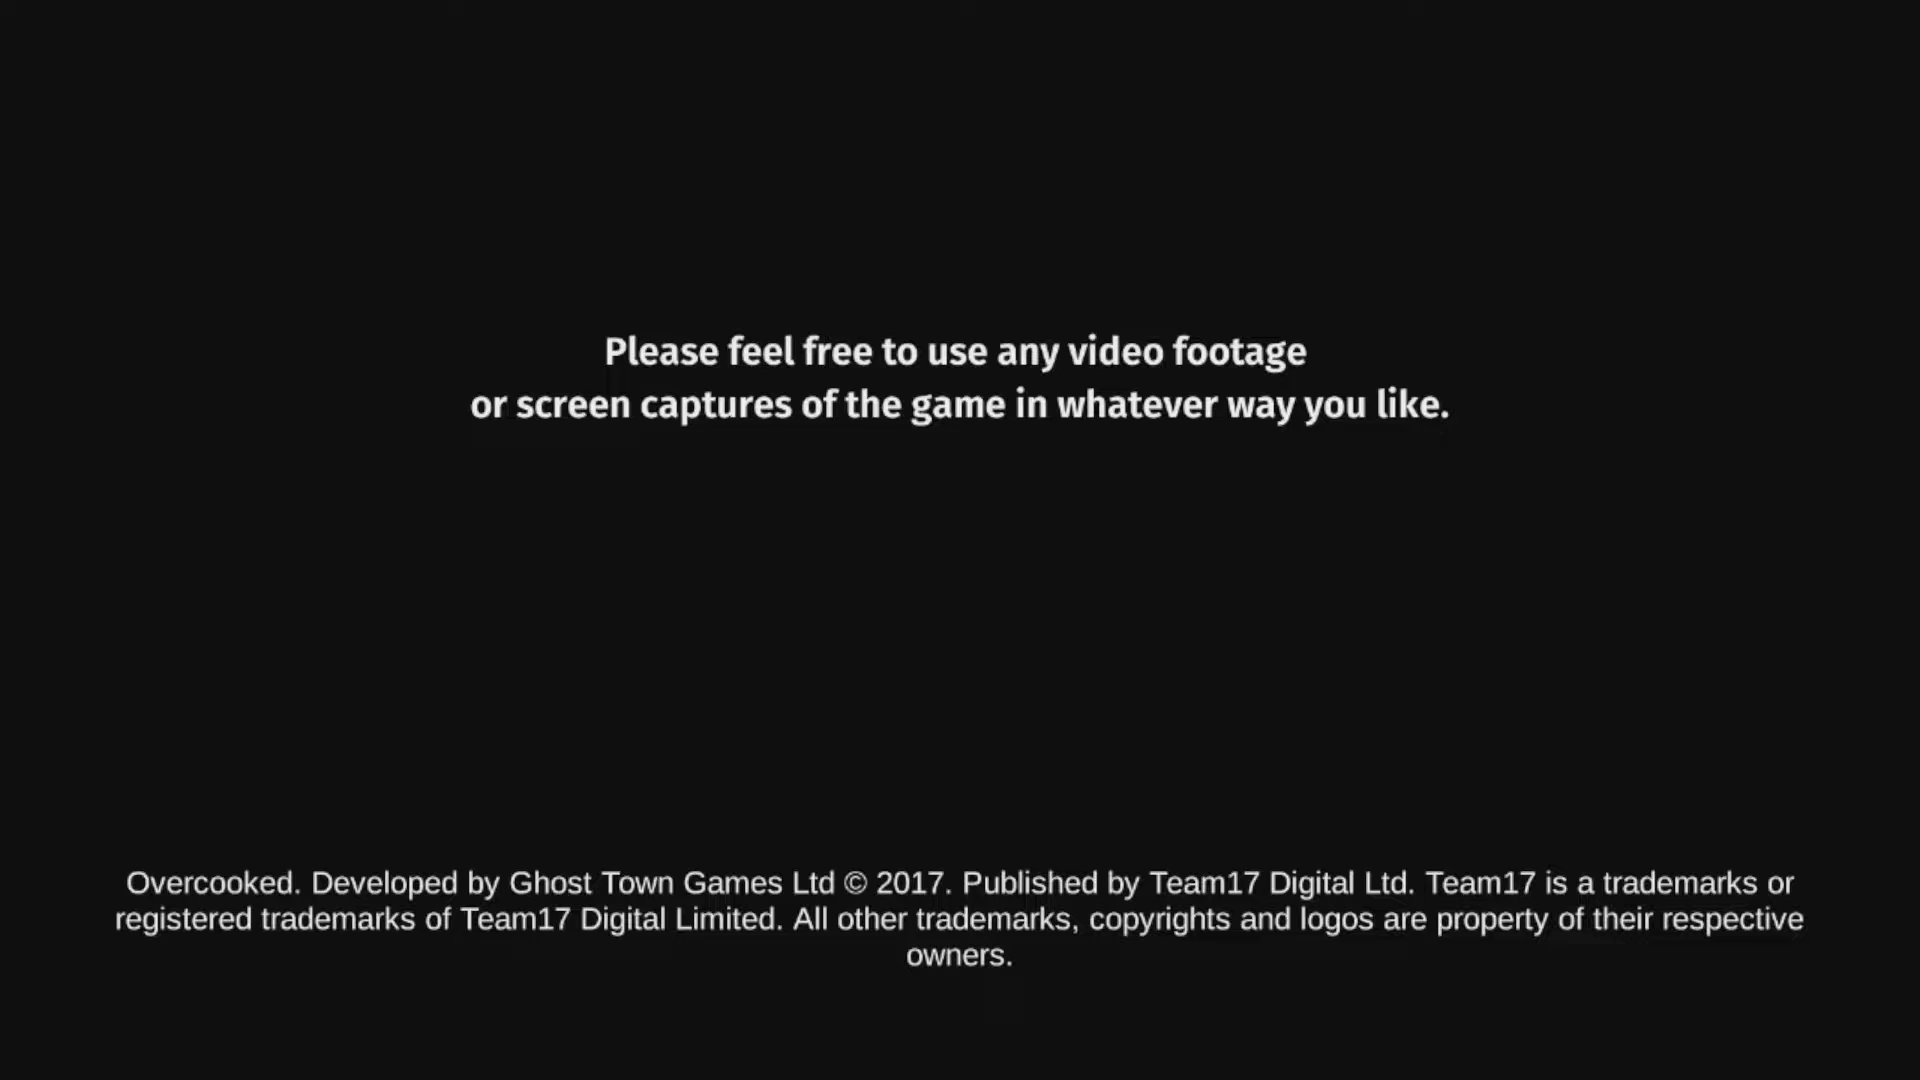 Please feel free to use any video footage
or screen captures of the game in whatever way you like.
Overcooked. Developed by Ghost Town Games Ltd © 2017. Published by Team17 Digital Ltd. Team17 is a trademarks or
registered trademarks of Team17 Digital Limited. All other trademarks, copyrights and logos are property of their respective
owners.